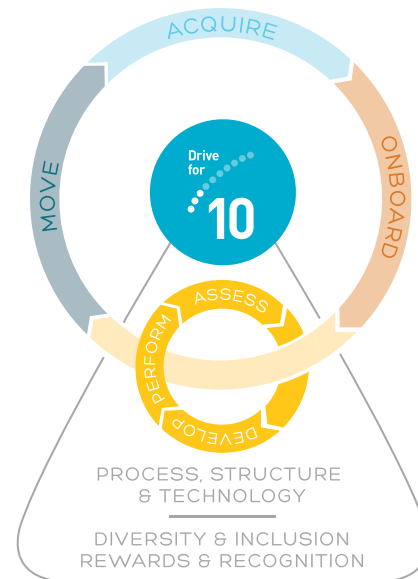 ACQUIRE
ONBOARD
MOVE
Drive
for
10
ASSESS
DEVELOP
PERFORM
PROCESS, STRUCTURE
& TECHNOLOGY
DIVERSITY & INCLUSION
REWARDS & RECOGNITION